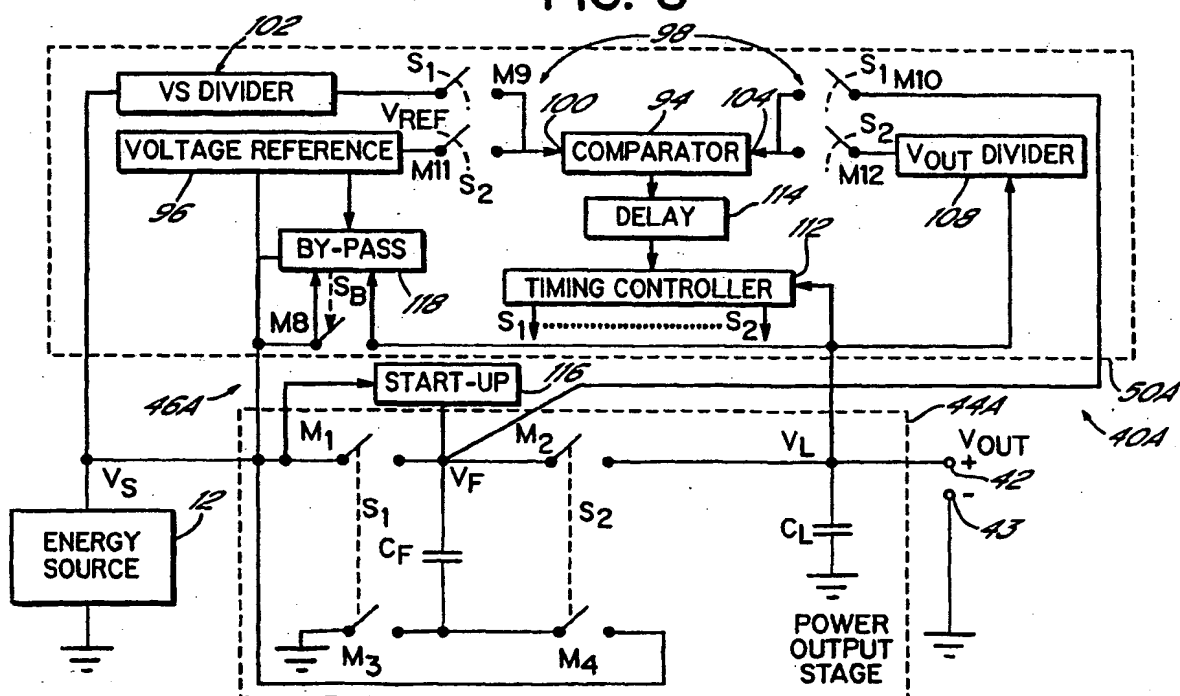 FIG. 8
102
98
VS DIVIDER
S1
M9
S1
M10
100
94
104
VREF
VOLTAGE REFERENCE
M11
S2
COMPARATOR
S2
M12
VOUT DIVIDER
96
DELAY
114
108
BY-PASS
112
118
SB
TIMING CONTROLLER
M8
S1
S2
START-UP
116
50A
46A
44A
40A
M1
M2
VL
VOUT
+
42
VS
VF
-
43
12
S1
S2
ENERGY
SOURCE
CF
CL
M3
M4
POWER
OUTPUT
STAGE